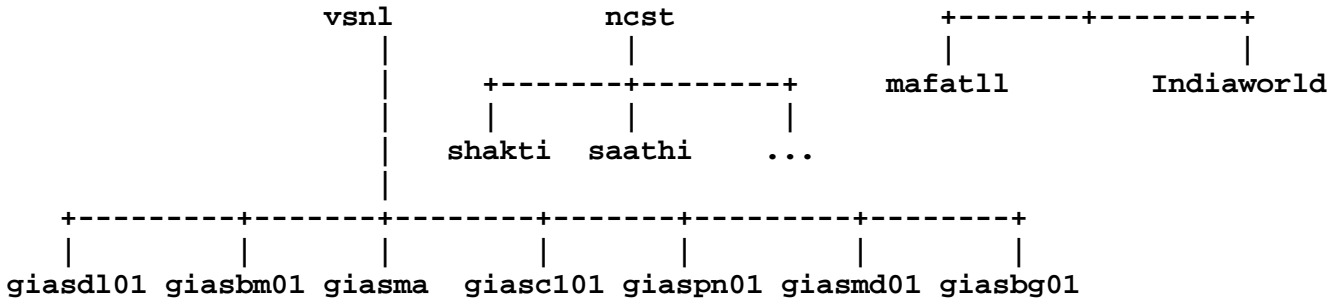 vsnl ncst
mafatll Indiaworld
shakti saathi ...
giasdl01 giasbm01 giasma giasc101 giaspn01 giasmd01 giasbg01